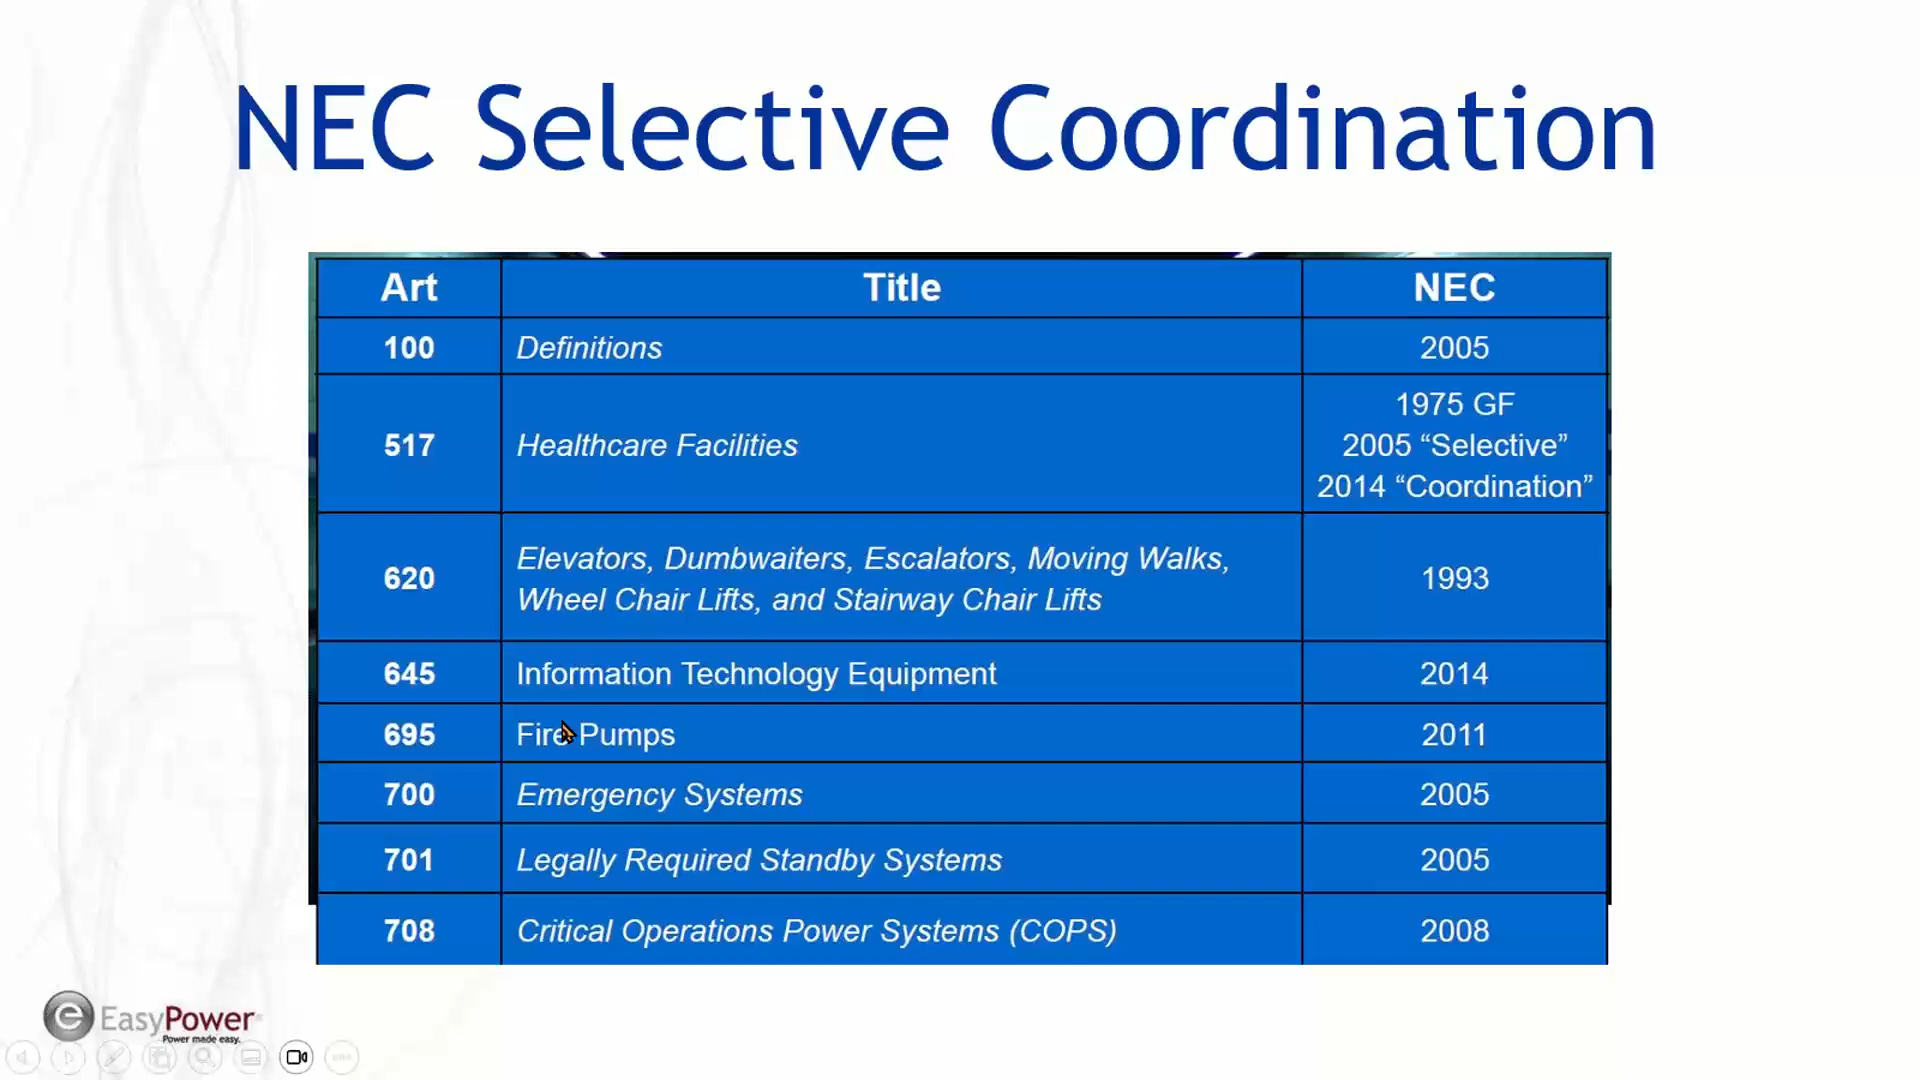 NEC Selective Coordination
Art Title NEC
100 Definitions 2005
517 Healthcare Facilities 1975 GF
2005 “Selective”
2014 “Coordination”
620 Elevators, Dumbwaiters, Escalators, Moving Walks,
Wheel Chair Lifts, and Stairway Chair Lifts 1993
645 Information Technology Equipment 2014
695 Fire Pumps 2011
700 Emergency Systems 2005
701 Legally Required Standby Systems 2005
708 Critical Operations Power Systems (COPS) 2008
e EasyPower
Power made easy.